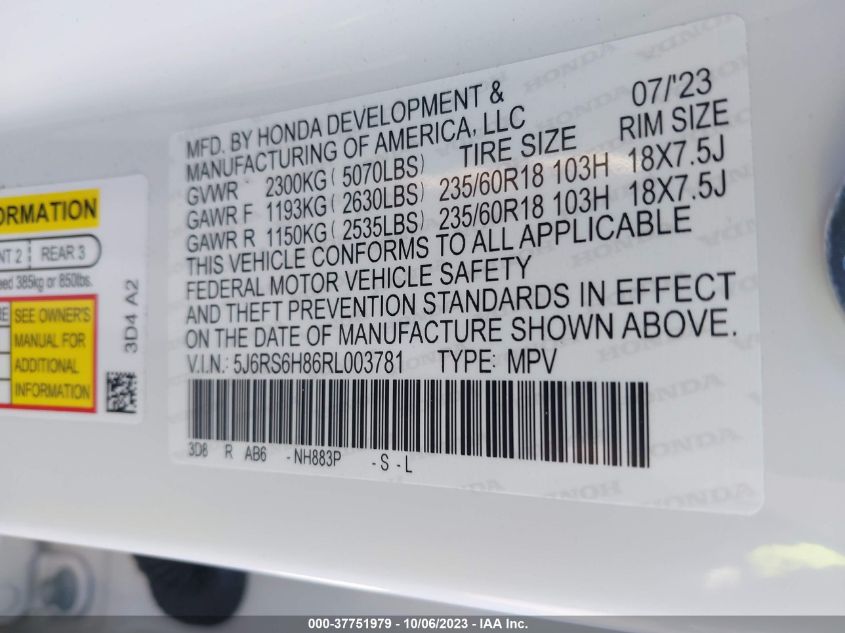 MFD. BY HONDA DEVELOPMENT & 07/'23
MANUFACTURING OF AMERICA, LLC TIRE SIZE RIM SIZE
GVWR 2300KG ( 5070LBS)
GAWR F 1193KG ( 2630LBS) 235/60R18 103H 18X7.5J
GAWR R 1150KG ( 2535LBS) 235/60R18 103H 18X7.5J
THIS VEHICLE CONFORMS TO ALL APPLICABLE
FEDERAL MOTOR VEHICLE SAFETY
AND THEFT PREVENTION STANDARDS IN EFFECT
ON THE DATE OF MANUFACTURE SHOWN ABOVE.
V.I.N.: 5J6RS6H86RL003781 TYPE: MPV
3D8 R AB6 -NH883P -S-L
REAR 3
385kg or 850lbs.
SEE OWNER'S
MANUAL FOR
ADDITIONAL
INFORMATION
3D4 A2
000-37751979 - 10/06/2023 - IAA Inc.